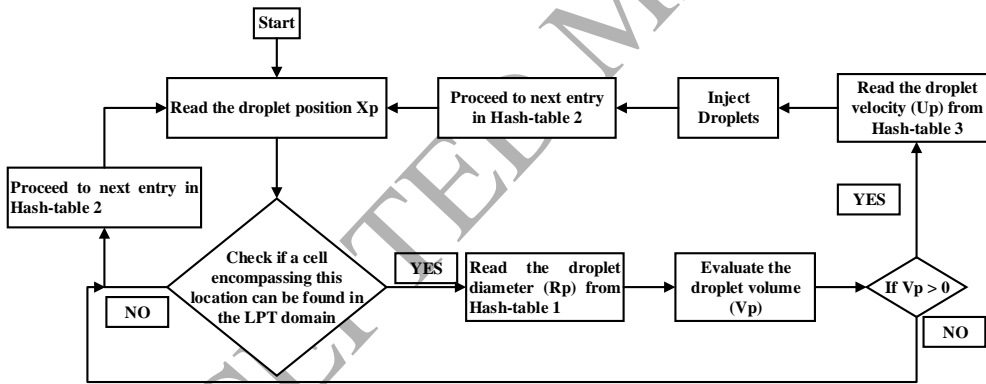 Start
Read the droplet position Xp
Proceed to next entry
in Hash-table 2
Inject
Droplets
Read the droplet
velocity (Up) from
Hash-table 3
Proceed to next entry in
Hash-table 2
YES
Check if a cell
encompassing this
location can be found in
the LPT domain
YES
Read the droplet
diameter (Rp) from
Hash-table 1
Evaluate the
droplet volume
(Vp)
If Vp > 0
NO
NO